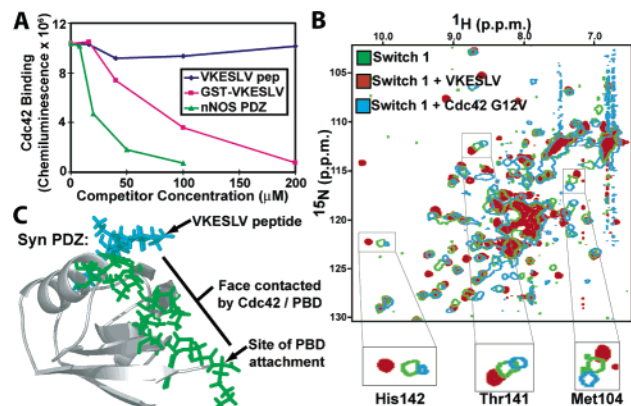 A
Cdc42 Binding
(Chemiluminescence x 10⁶)
12
8
4
0
0
50
100
150
200
VKESLV pep
GST-VKESLV
nNOS PDZ
Competitor Concentration (μM)
B
¹H (p.p.m.)
10.0
9.0
8.0
7.0
Switch 1
Switch 1 + VKESLV
Switch 1 + Cdc42 G12V
¹⁵N (p.p.m.)
105
110
115
120
125
130
His142
Thr141
Met104
C
Syn PDZ:
VKESLV peptide
Face contacted
by Cdc42 / PBD
Site of PBD
attachment